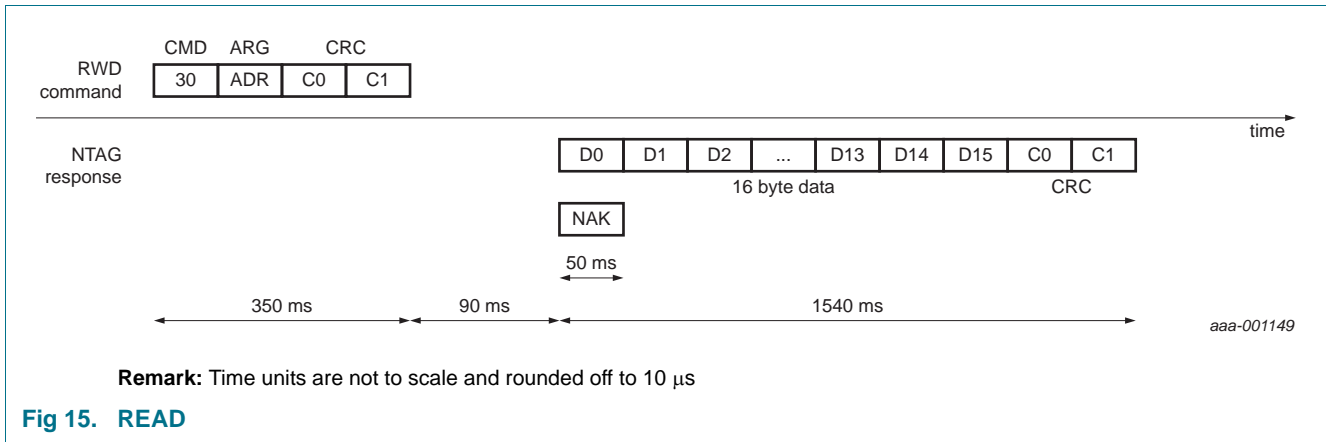 CMD ARG CRC
RWD
command
30 ADR C0 C1
time
NTAG
response
D0 D1 D2 ... D13 D14 D15 C0 C1
16 byte data CRC
NAK
50 ms
350 ms 90 ms 1540 ms
aaa-001149
Remark: Time units are not to scale and rounded off to 10 μs
Fig 15. READ